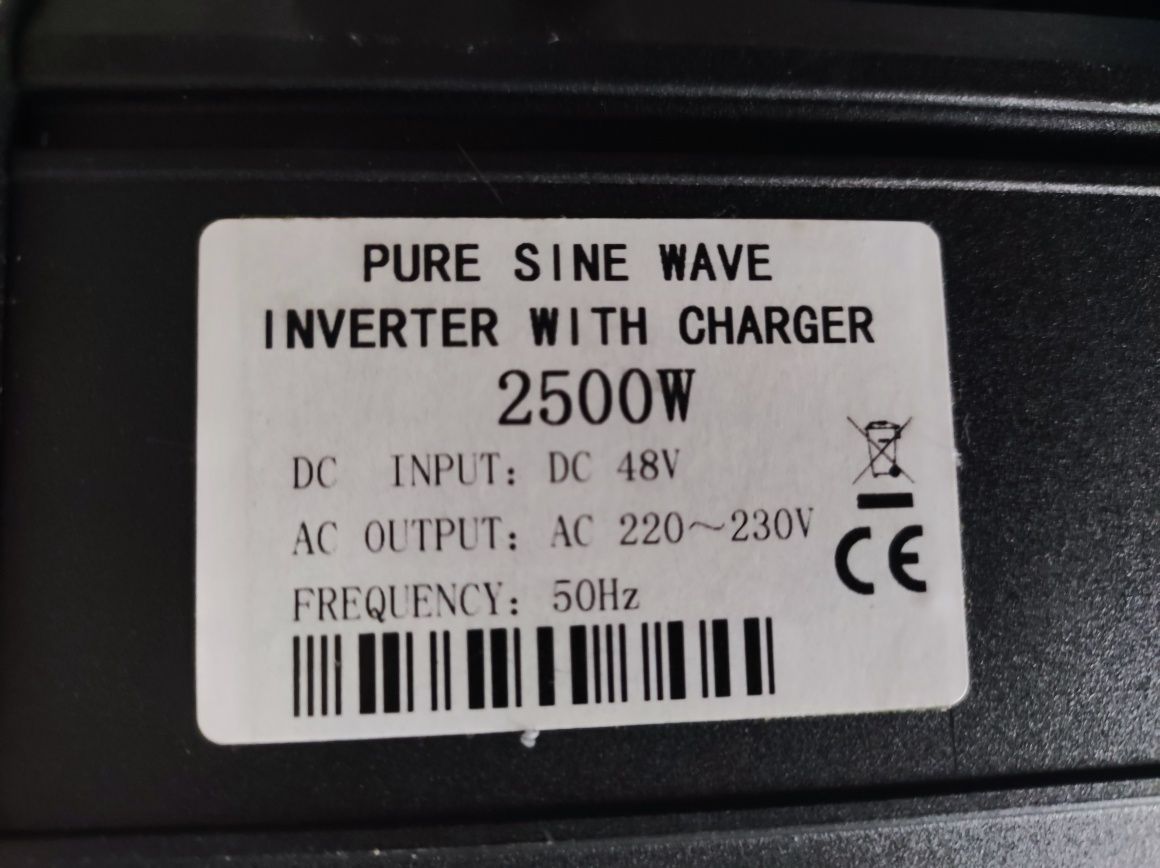 PURE SINE WAVE
INVERTER WITH CHARGER
2500W
DC INPUT: DC 48V
AC OUTPUT: AC 220～230V
FREQUENCY: 50Hz
CE